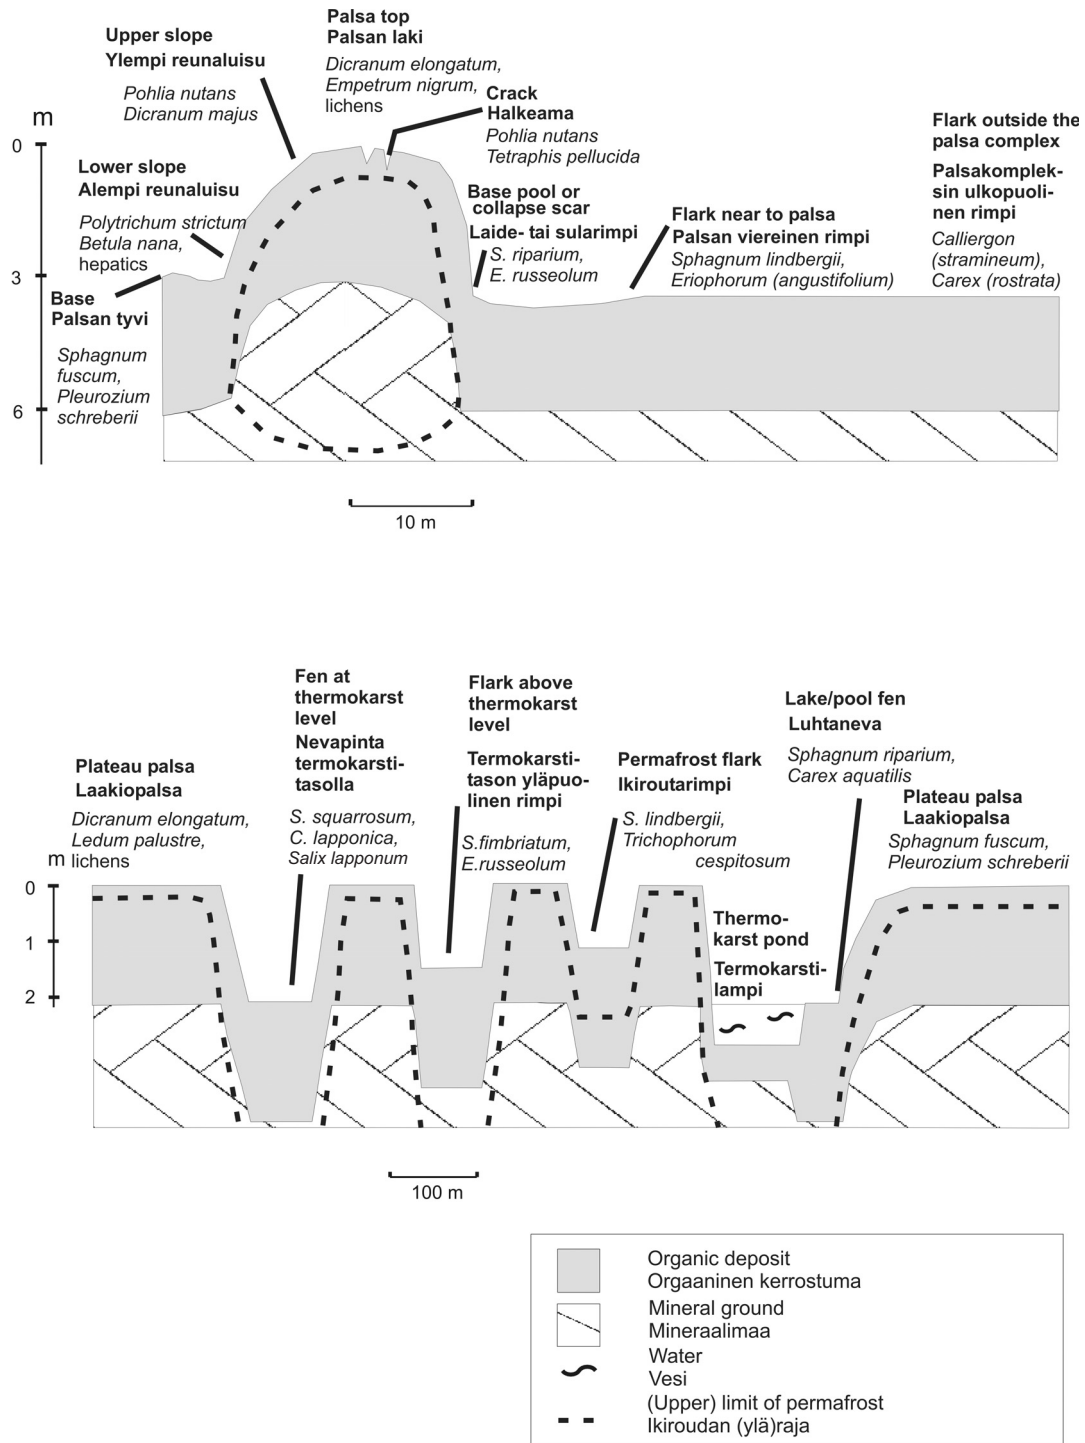 Palsa top
Palsan laki
Dicranum elongatum,
Empetrum nigrum,
lichens
Upper slope
Ylempi reunaluisu
Pohlia nutans
Dicranum majus
Crack
Halkeama
Pohlia nutans
Tetraphis pellucida
m
0
3
6
Lower slope
Alempi reunaluisu
Polytrichum strictum
Betula nana,
hepatics
Base
Palsan tyvi
Sphagnum
fuscum,
Pleurozium
schreberii
Base pool or
collapse scar
Laide- tai sularimpi
S. riparium,
E. russeolum
Flark near to palsa
Palsan viereinen rimpi
Sphagnum lindbergii,
Eriophorum (angustifolium)
Flark outside the
palsa complex
Palsakomplek-
sin ulkopuoli-
nen rimpi
Calliergon
(stramineum),
Carex (rostrata)
10 m
Plateau palsa
Laakiopalsa
Dicranum elongatum,
Ledum palustre,
lichens
m
0
1
2
Fen at
thermokarst
level
Nevapinta
termokarsti-
tasolla
S. squarrosum,
C. lapponica,
Salix lapponum
Flark above
thermokarst
level
Termokarsti-
tason yläpuo-
linen rimpi
S.fimbriatum,
E.russeolum
Permafrost flark
Ikiroutarimpi
S. lindbergii,
Trichophorum
cespitosum
Thermo-
karst pond
Termokarsti-
lampi
Lake/pool fen
Luhtaneva
Sphagnum riparium,
Carex aquatilis
Plateau palsa
Laakiopalsa
Sphagnum fuscum,
Pleurozium schreberii
100 m
Organic deposit
Orgaaninen kerrostuma
Mineral ground
Mineraalimaa
Water
Vesi
(Upper) limit of permafrost
Ikiroudan (ylä)raja